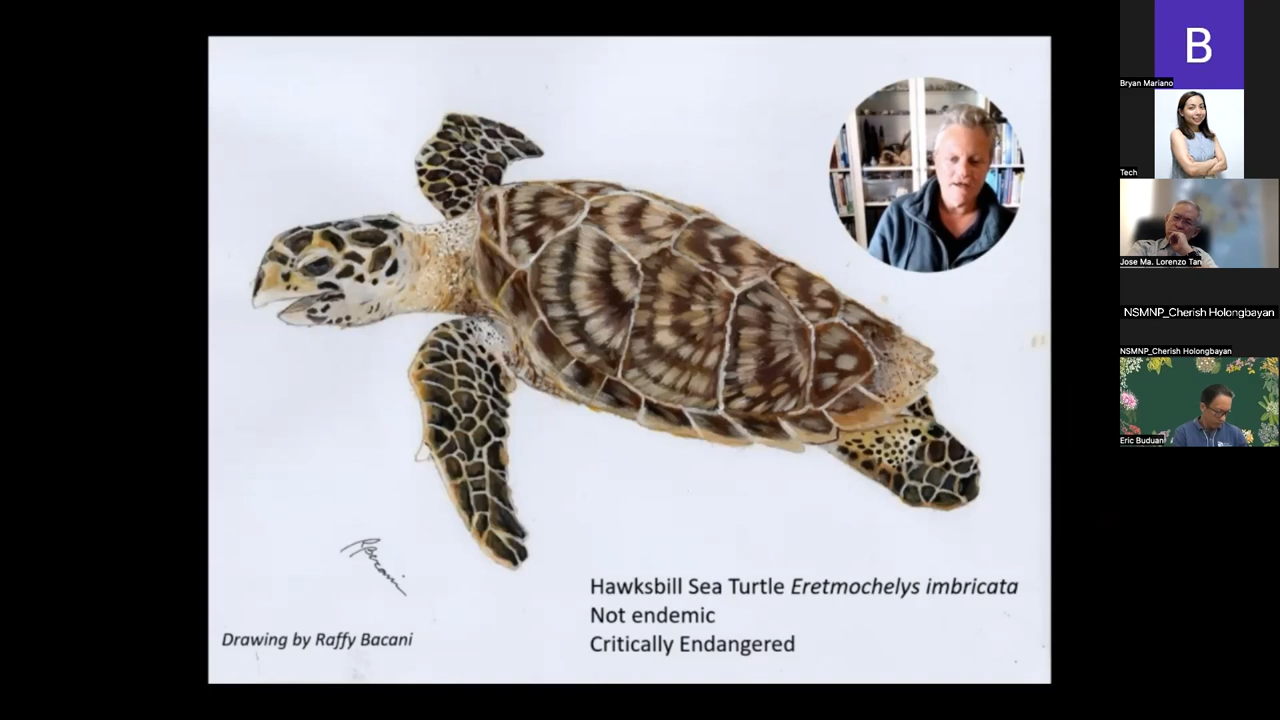 B
Bryan Mariano
Tech
Jose Ma. Lorenzo Tan
NSMNP_Cherish Holongbayan
NSMNP_Cherish Holongbayan
Eric Buduan
Hawksbill Sea Turtle Eretmochelys imbricata
Not endemic
Critically Endangered
Drawing by Raffy Bacani